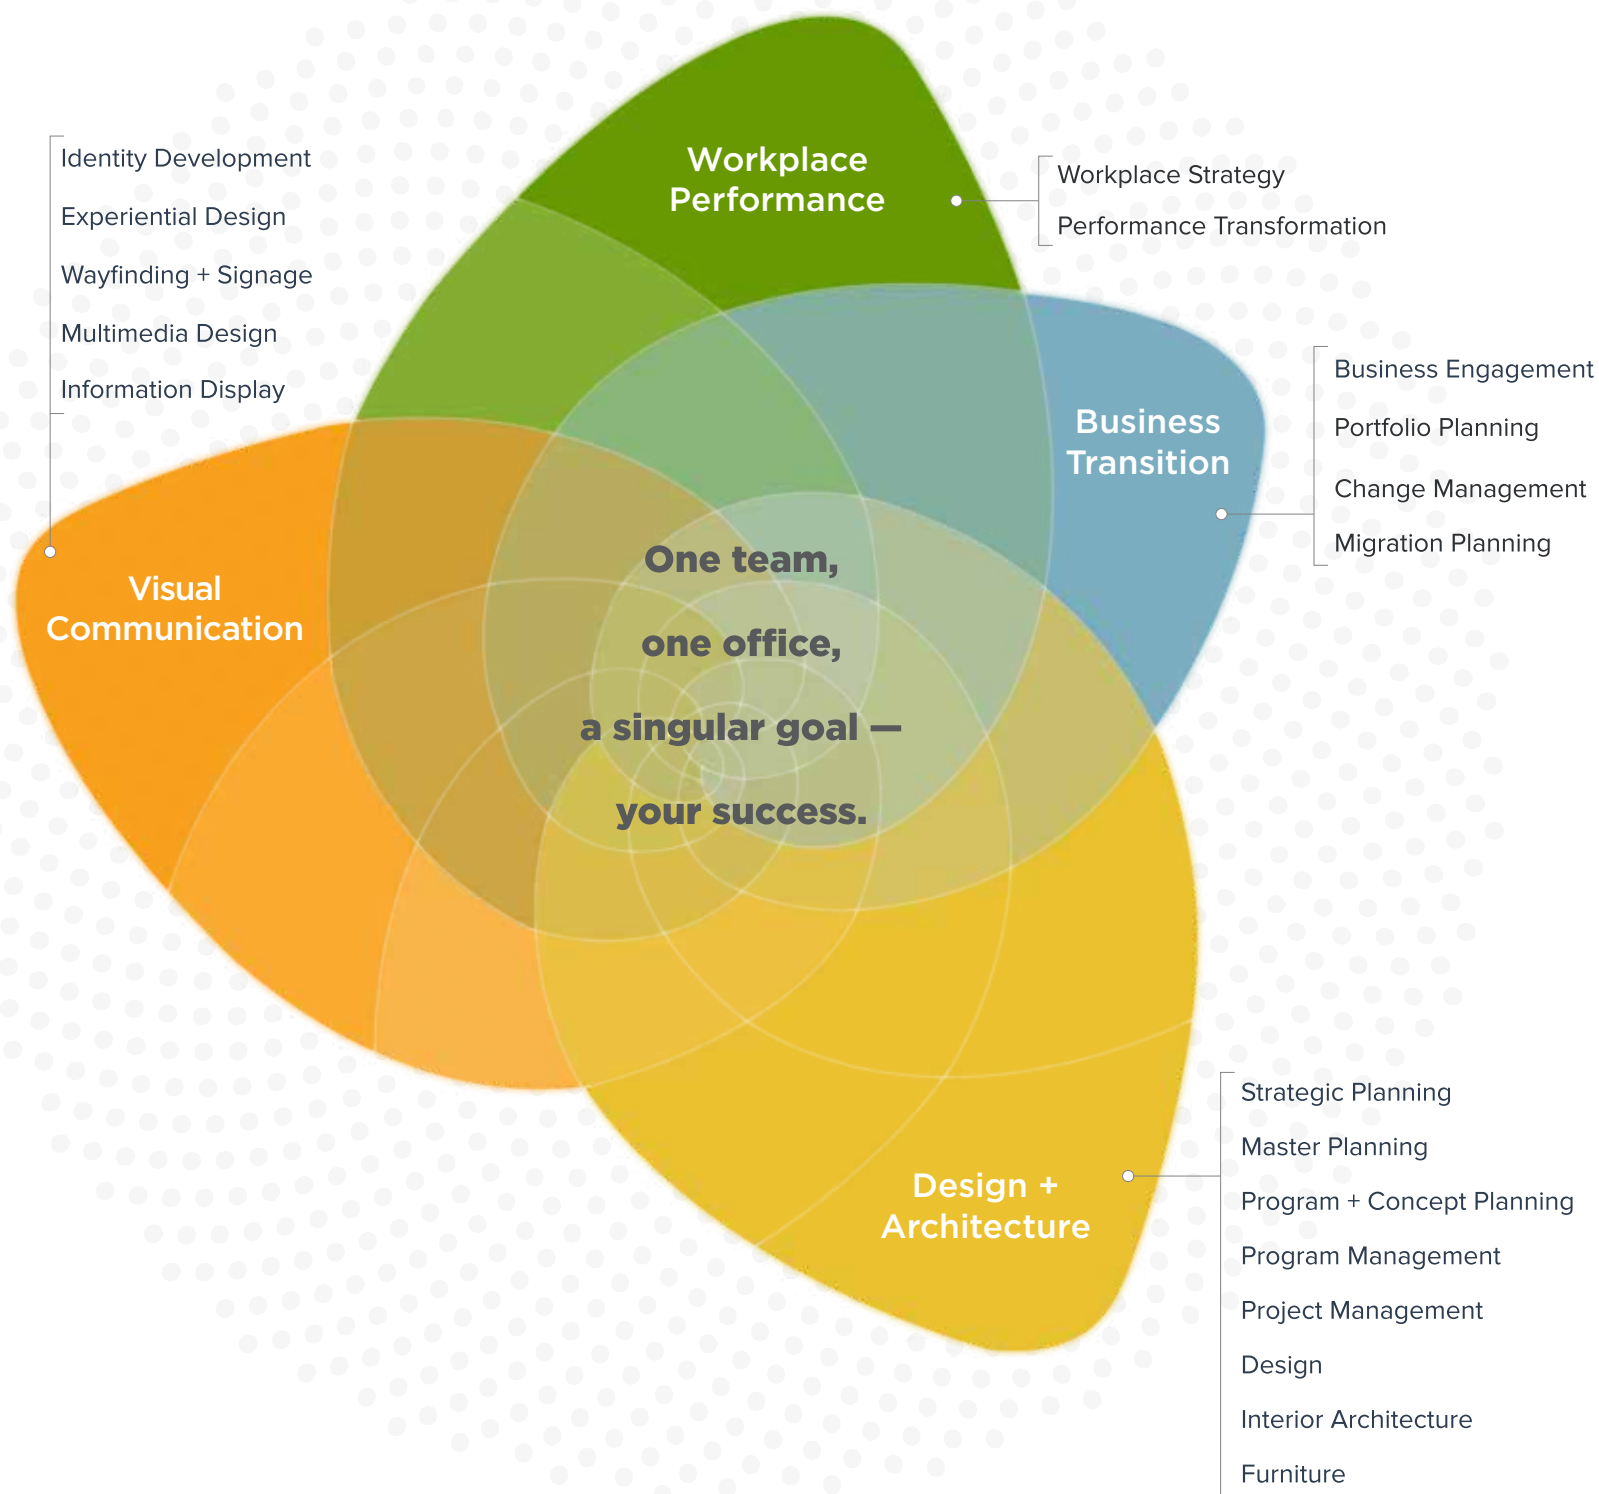 Identity Development
Experiential Design
Wayfinding + Signage
Multimedia Design
Information Display
Workplace
Performance
Workplace Strategy
Performance Transformation
Business
Transition
Business Engagement
Portfolio Planning
Change Management
Migration Planning
Visual
Communication
One team,
one office,
a singular goal —
your success.
Design +
Architecture
Strategic Planning
Master Planning
Program + Concept Planning
Program Management
Project Management
Design
Interior Architecture
Furniture